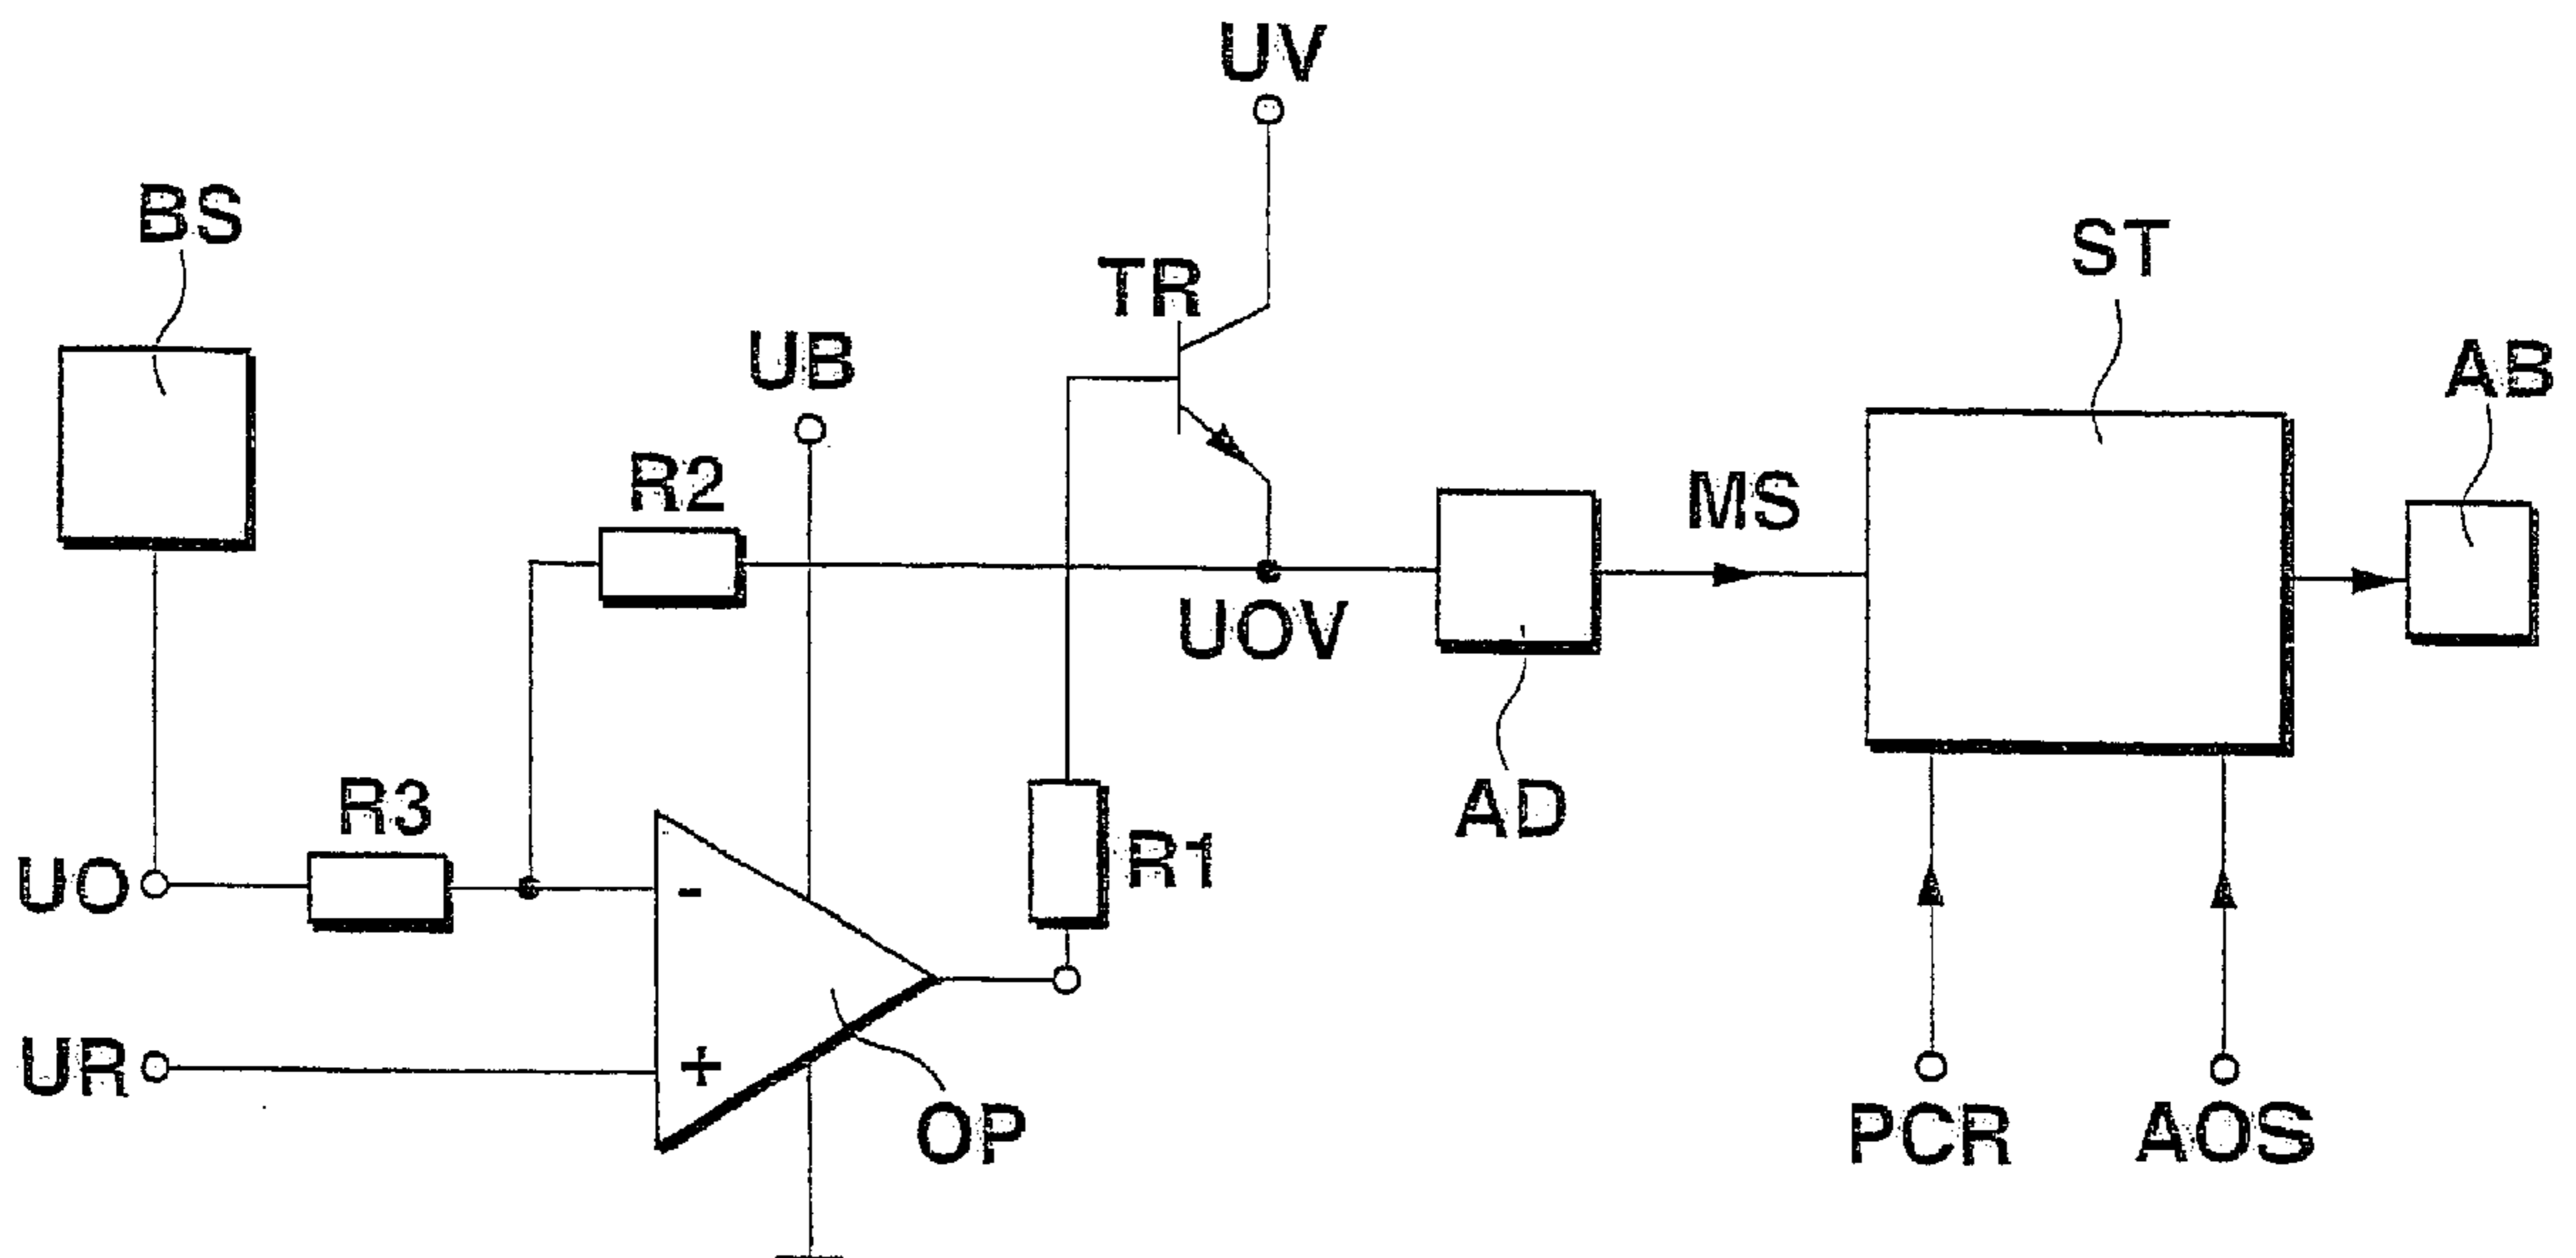 UV
BS
TR
ST
UB
AB
R2
MS
UOV
R3
AD
R1
UO
-
UR
+
OP
PCR
AOS